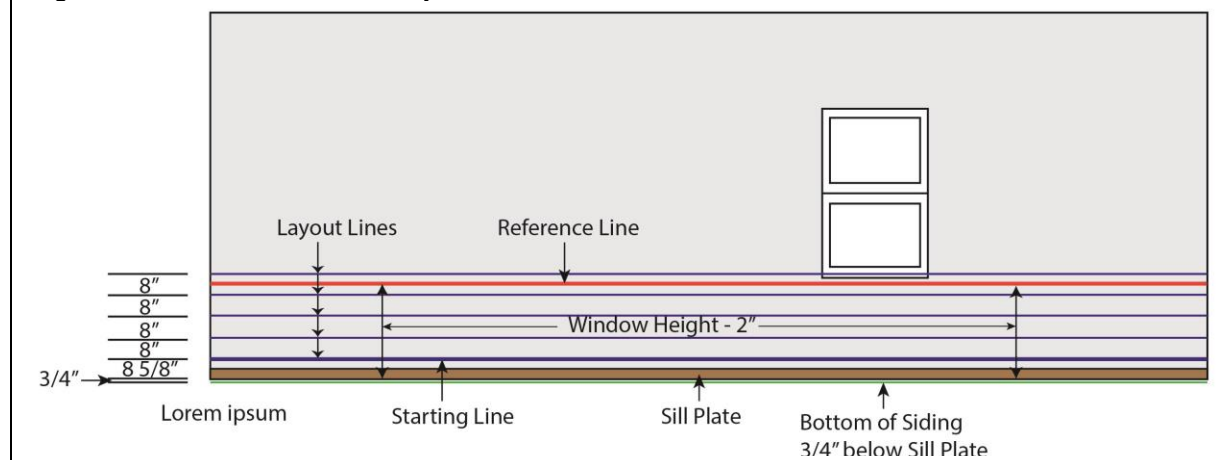 Layout Lines
Reference Line
8”
8”
Window Height - 2”
8”
8”
8 5/8”
3/4”
Lorem ipsum
Starting Line
Sill Plate
Bottom of Siding
3/4” below Sill Plate